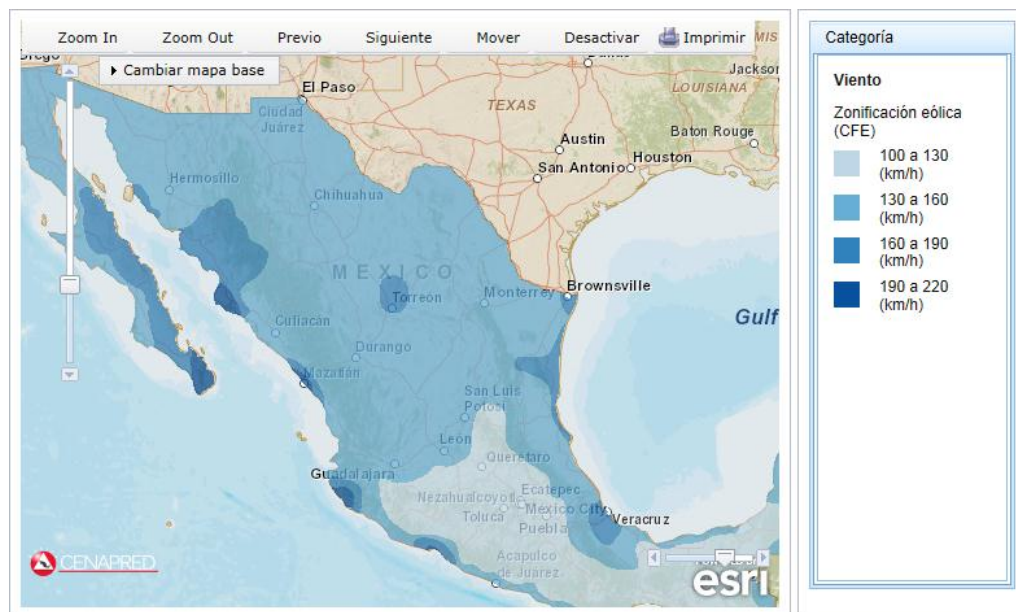 Zoom In Zoom Out Previo Siguiente Mover Desactivar Imprimir
Cambiar mapa base
Jackson
El Paso
LOUISIANA
TEXAS
Ciudad
Juárez
Baton Rouge
Austin
Houston
San Antonio
Hermosillo
Chihuahua
MEXICO
Brownsville
Monterrey
Torreón
Gulf
Culiacán
Durango
Mazatlán
San Luis
Potosí
León
Querétaro
Guadalajara
Ecatepec
Nezahualcoyotl
Mexico City
Toluca
Veracruz
Puebla
Acapulco
de Juárez
CENAPRED
esri
Categoría
Viento
Zonificación eólica
(CFE)
100 a 130
(km/h)
130 a 160
(km/h)
160 a 190
(km/h)
190 a 220
(km/h)